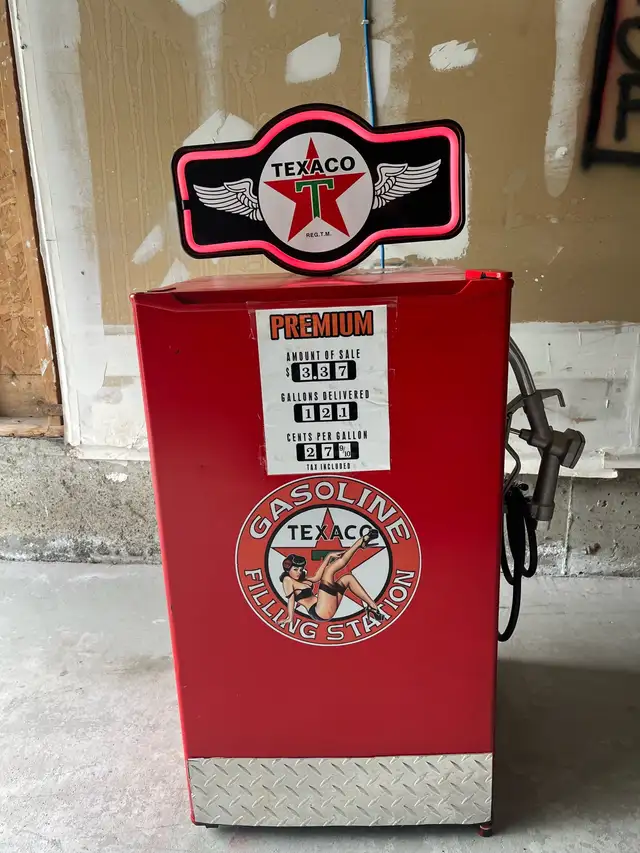 TEXACO
T
REG.T.M.
PREMIUM
AMOUNT OF SALE
$ 3.37
GALLONS DELIVERED
12.1
CENTS PER GALLON
27 9/10
TAX INCLUDED
GASOLINE
TEXACO
FILLING STATION